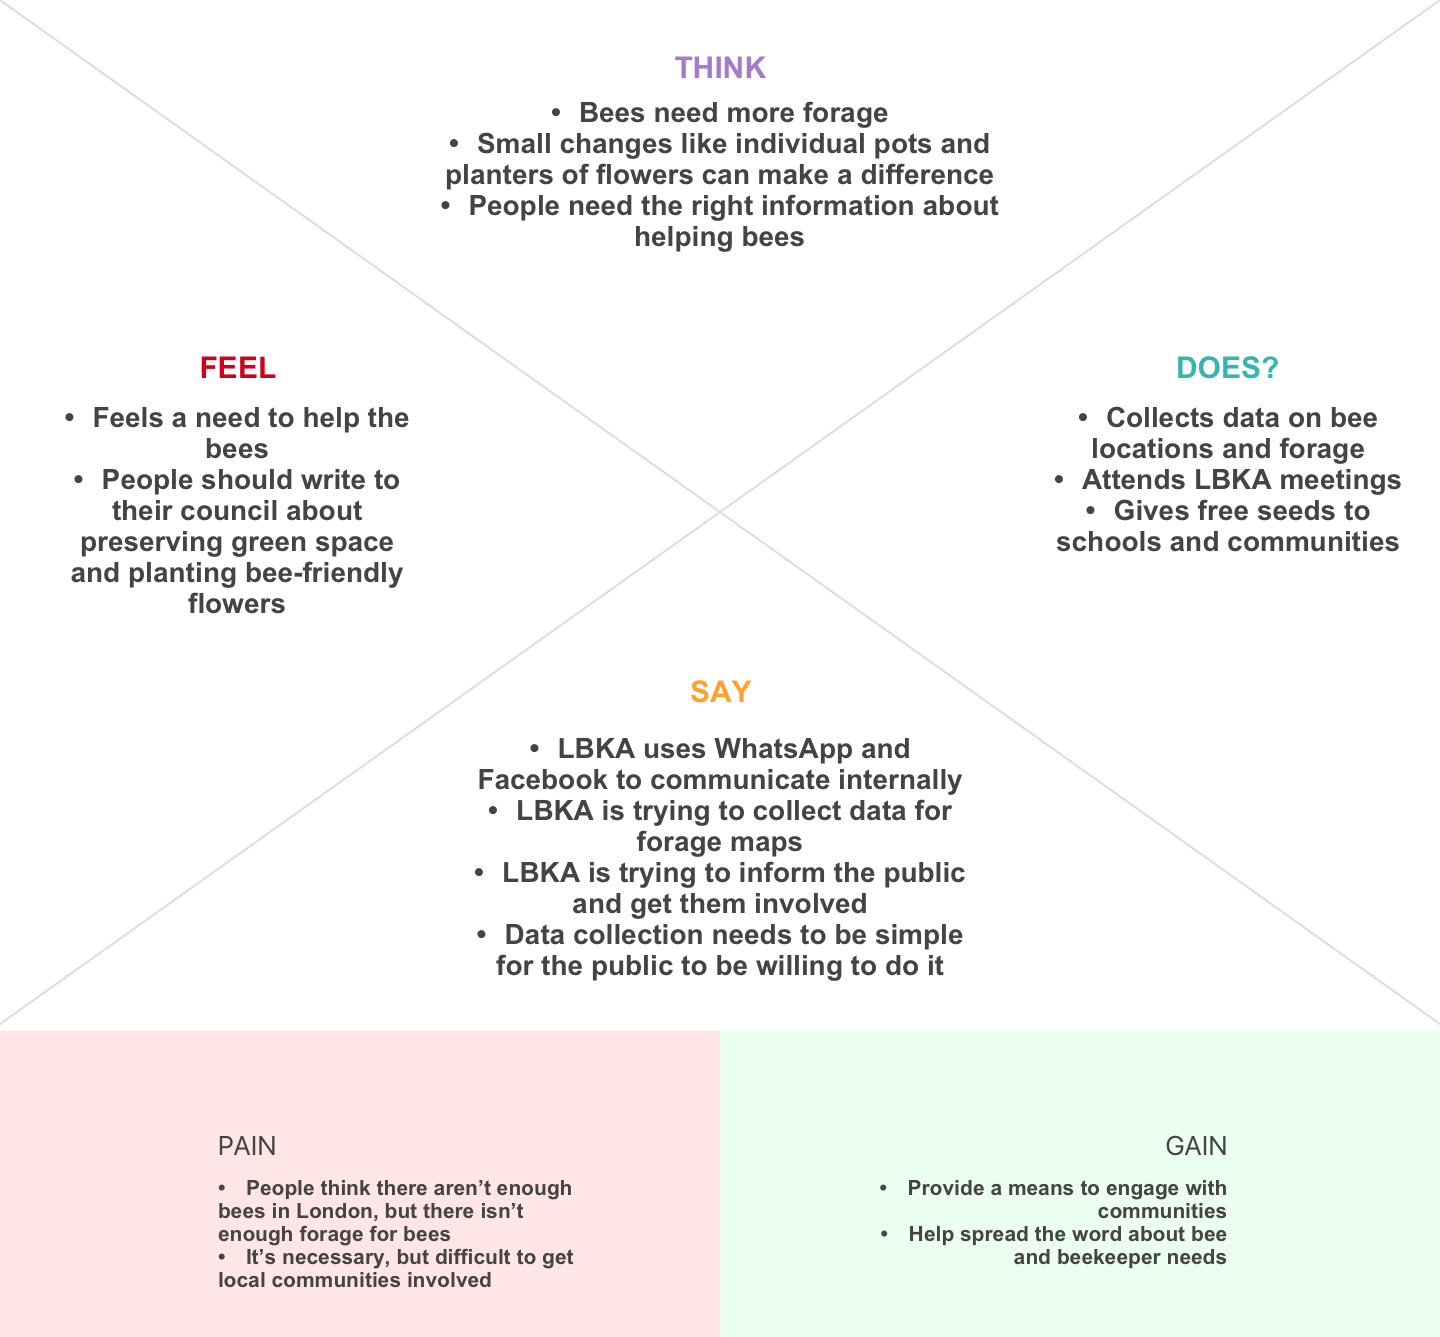 THINK
• Bees need more forage
• Small changes like individual pots and
planters of flowers can make a difference
• People need the right information about
helping bees
FEEL
• Feels a need to help the
bees
• People should write to
their council about
preserving green space
and planting bee-friendly
flowers
DOES?
• Collects data on bee
locations and forage
• Attends LBKA meetings
• Gives free seeds to
schools and communities
SAY
• LBKA uses WhatsApp and
Facebook to communicate internally
• LBKA is trying to collect data for
forage maps
• LBKA is trying to inform the public
and get them involved
• Data collection needs to be simple
for the public to be willing to do it
PAIN
• People think there aren’t enough
bees in London, but there isn’t
enough forage for bees
• It’s necessary, but difficult to get
local communities involved
GAIN
• Provide a means to engage with
communities
• Help spread the word about bee
and beekeeper needs